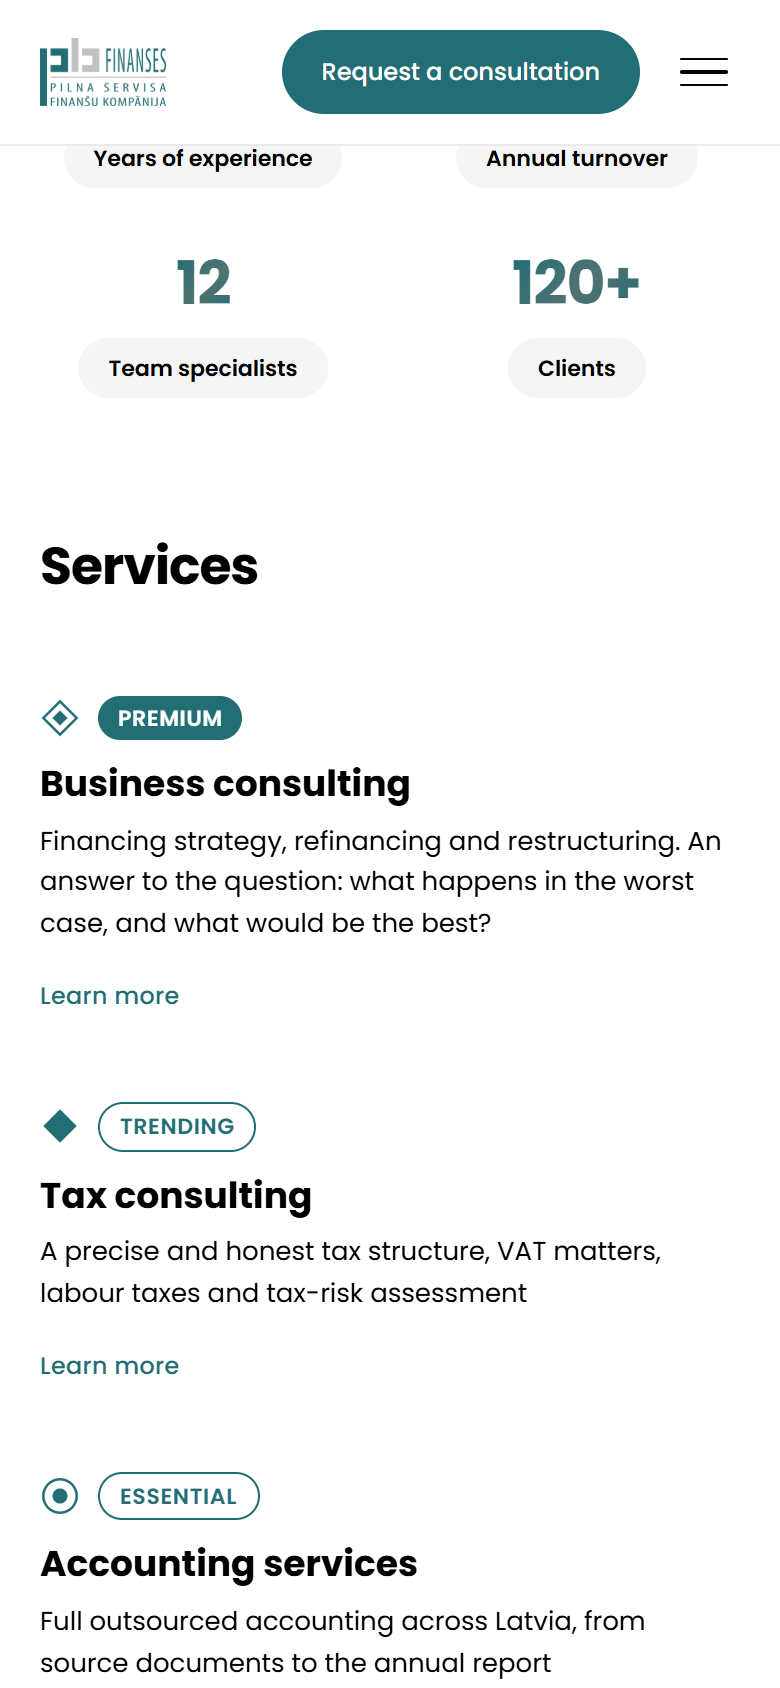 plb FINANSES
PILNA SERVISA
FINANŠU KOMPĀNIJA
Request a consultation
Years of experience
Annual turnover
12
120+
Team specialists
Clients
Services
PREMIUM
Business consulting
Financing strategy, refinancing and restructuring. An
answer to the question: what happens in the worst
case, and what would be the best?
Learn more
TRENDING
Tax consulting
A precise and honest tax structure, VAT matters,
labour taxes and tax-risk assessment
Learn more
ESSENTIAL
Accounting services
Full outsourced accounting across Latvia, from
source documents to the annual report